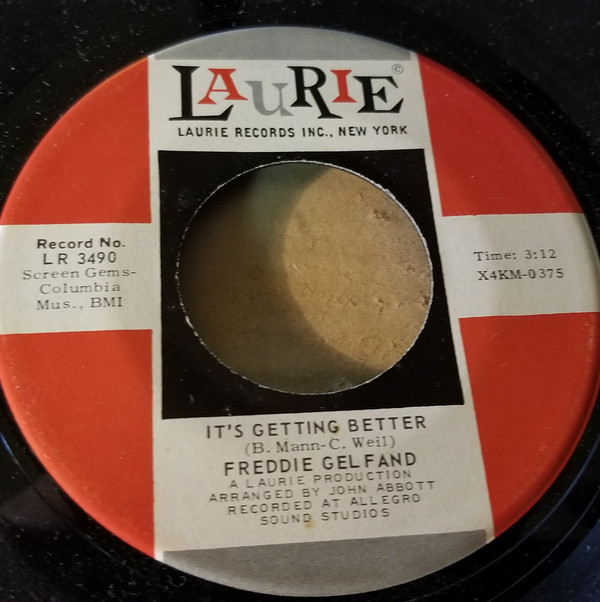 LAURIE ©
LAURIE RECORDS INC., NEW YORK
Record No.
LR 3490
Screen Gems-
Columbia
Mus., BMI
Time: 3:12
X4KM-0375
IT'S GETTING BETTER
(B. Mann-C. Weil)
FREDDIE GELFAND
A LAURIE PRODUCTION
ARRANGED BY JOHN ABBOTT
RECORDED AT ALLEGRO
SOUND STUDIOS